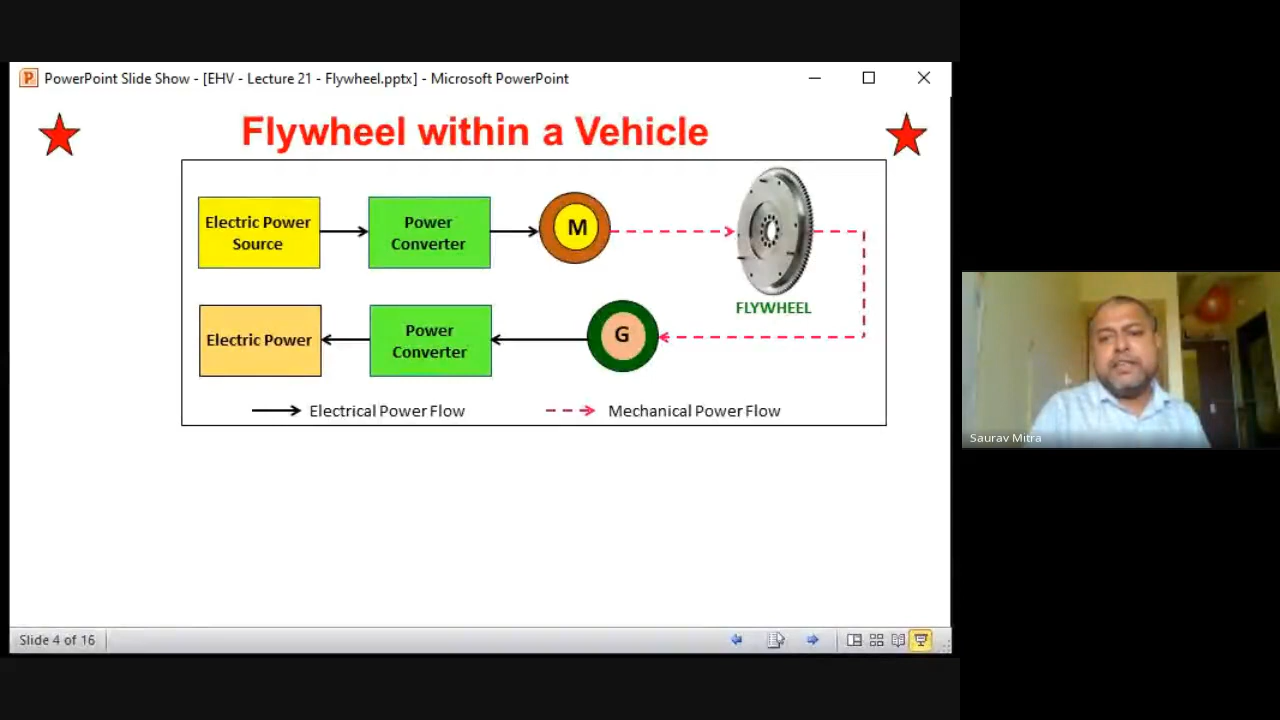 PowerPoint Slide Show - [EHV - Lecture 21 - Flywheel.pptx] - Microsoft PowerPoint
Flywheel within a Vehicle
Electric Power
Source
Power
Converter
M
FLYWHEEL
Electric Power
Power
Converter
G
Electrical Power Flow
Mechanical Power Flow
Saurav Mitra
Slide 4 of 16